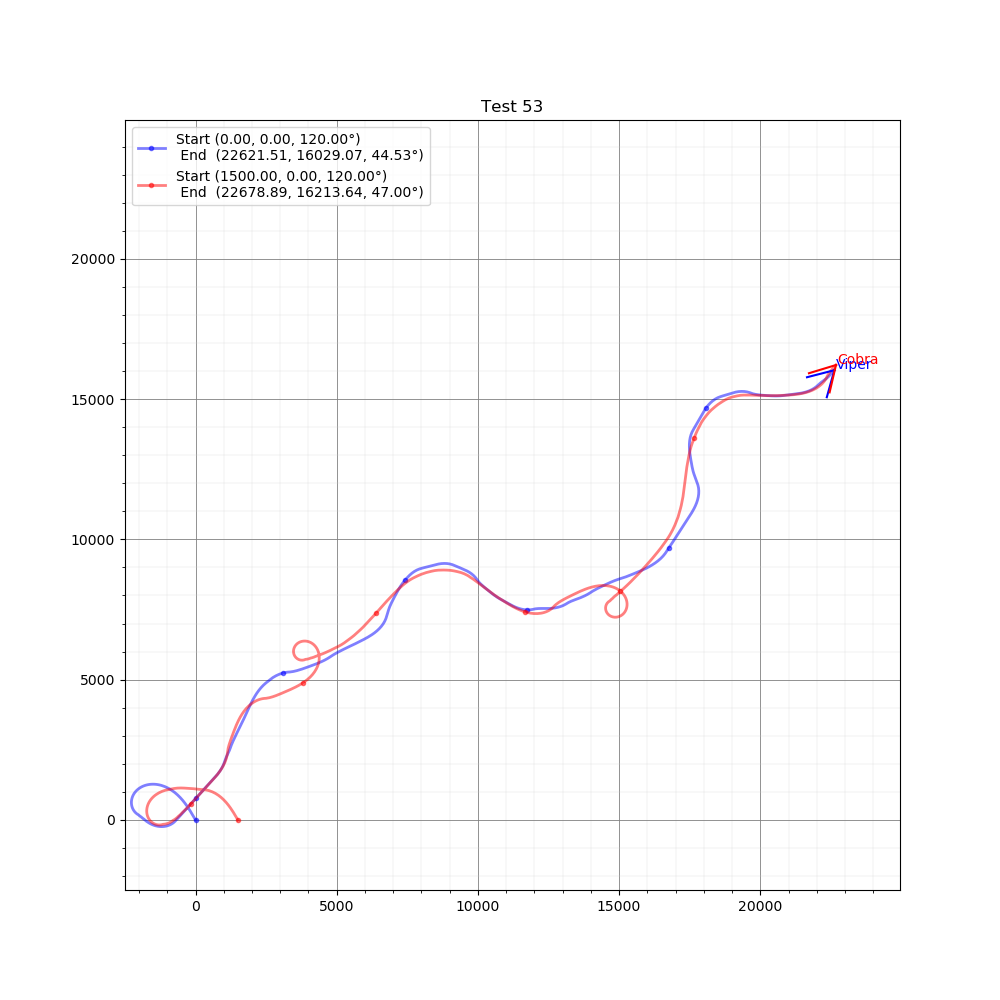 Test 53
Start (0.00, 0.00, 120.00°)
End (22621.51, 16029.07, 44.53°)
Start (1500.00, 0.00, 120.00°)
End (22678.89, 16213.64, 47.00°)
20000
Cobra
Viper
15000
10000
5000
0
0 5000 10000 15000 20000